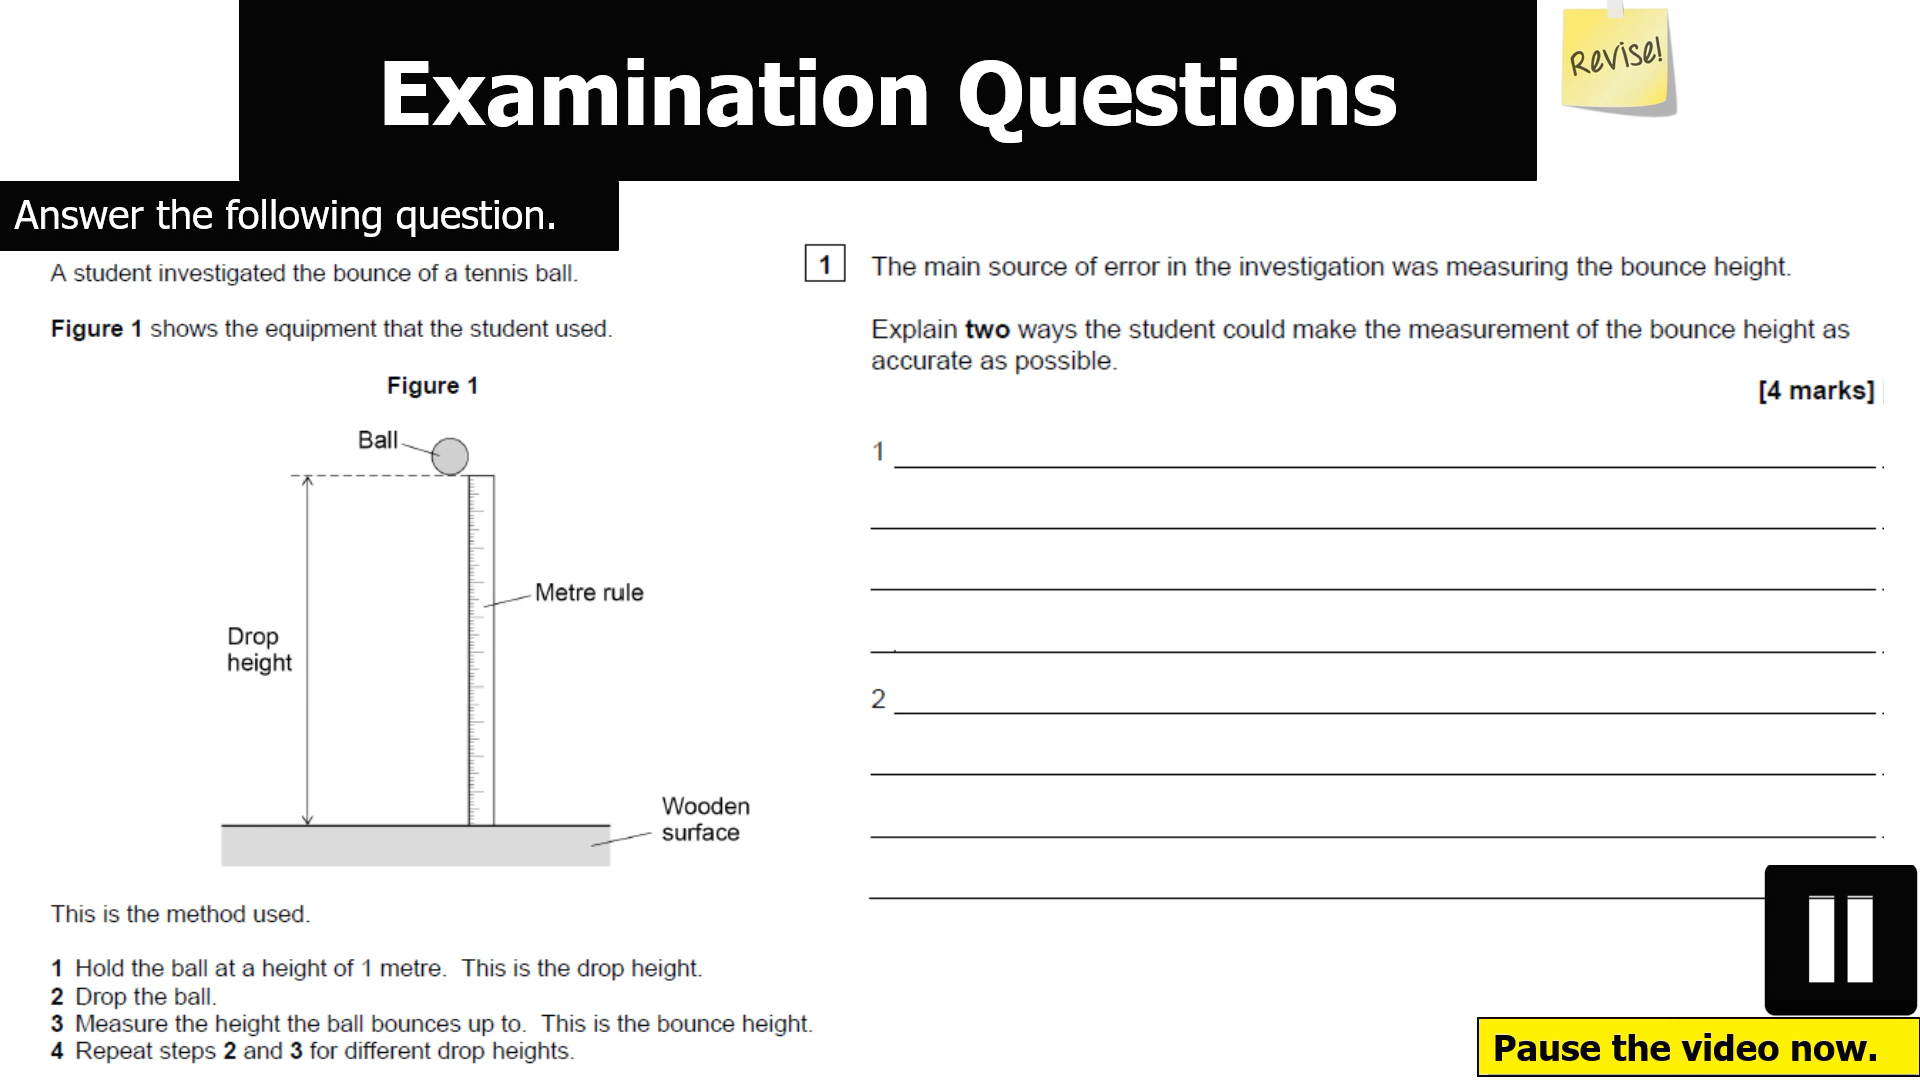 Examination Questions
Revise!
Answer the following question.
A student investigated the bounce of a tennis ball.
Figure 1 shows the equipment that the student used.
Figure 1
Ball
Metre rule
Drop
height
Wooden
surface
This is the method used.
1 Hold the ball at a height of 1 metre. This is the drop height.
2 Drop the ball.
3 Measure the height the ball bounces up to. This is the bounce height.
4 Repeat steps 2 and 3 for different drop heights.
1 The main source of error in the investigation was measuring the bounce height.
Explain two ways the student could make the measurement of the bounce height as
accurate as possible.
[4 marks]
1
2
Pause the video now.